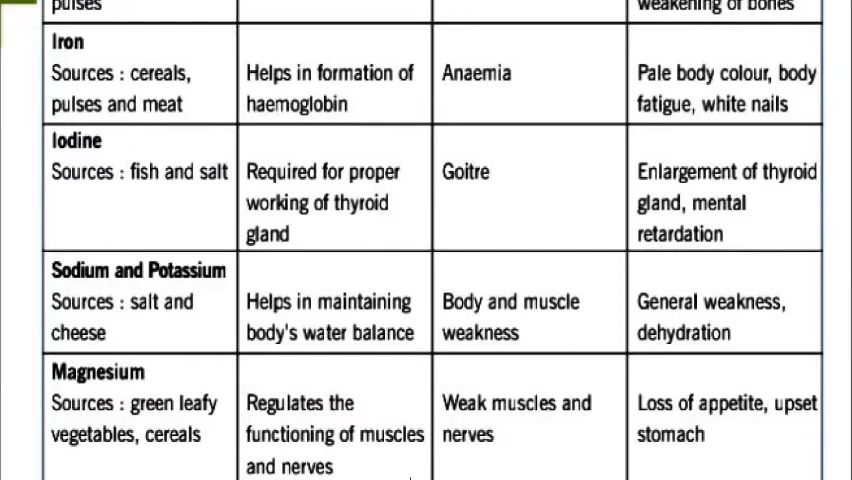 pulses
weakening of bones
Iron
Sources : cereals,
pulses and meat
Helps in formation of
haemoglobin
Anaemia
Pale body colour, body
fatigue, white nails
Iodine
Sources : fish and salt
Required for proper
working of thyroid
gland
Goitre
Enlargement of thyroid
gland, mental
retardation
Sodium and Potassium
Sources : salt and
cheese
Helps in maintaining
body's water balance
Body and muscle
weakness
General weakness,
dehydration
Magnesium
Sources : green leafy
vegetables, cereals
Regulates the
functioning of muscles
and nerves
Weak muscles and
nerves
Loss of appetite, upset
stomach